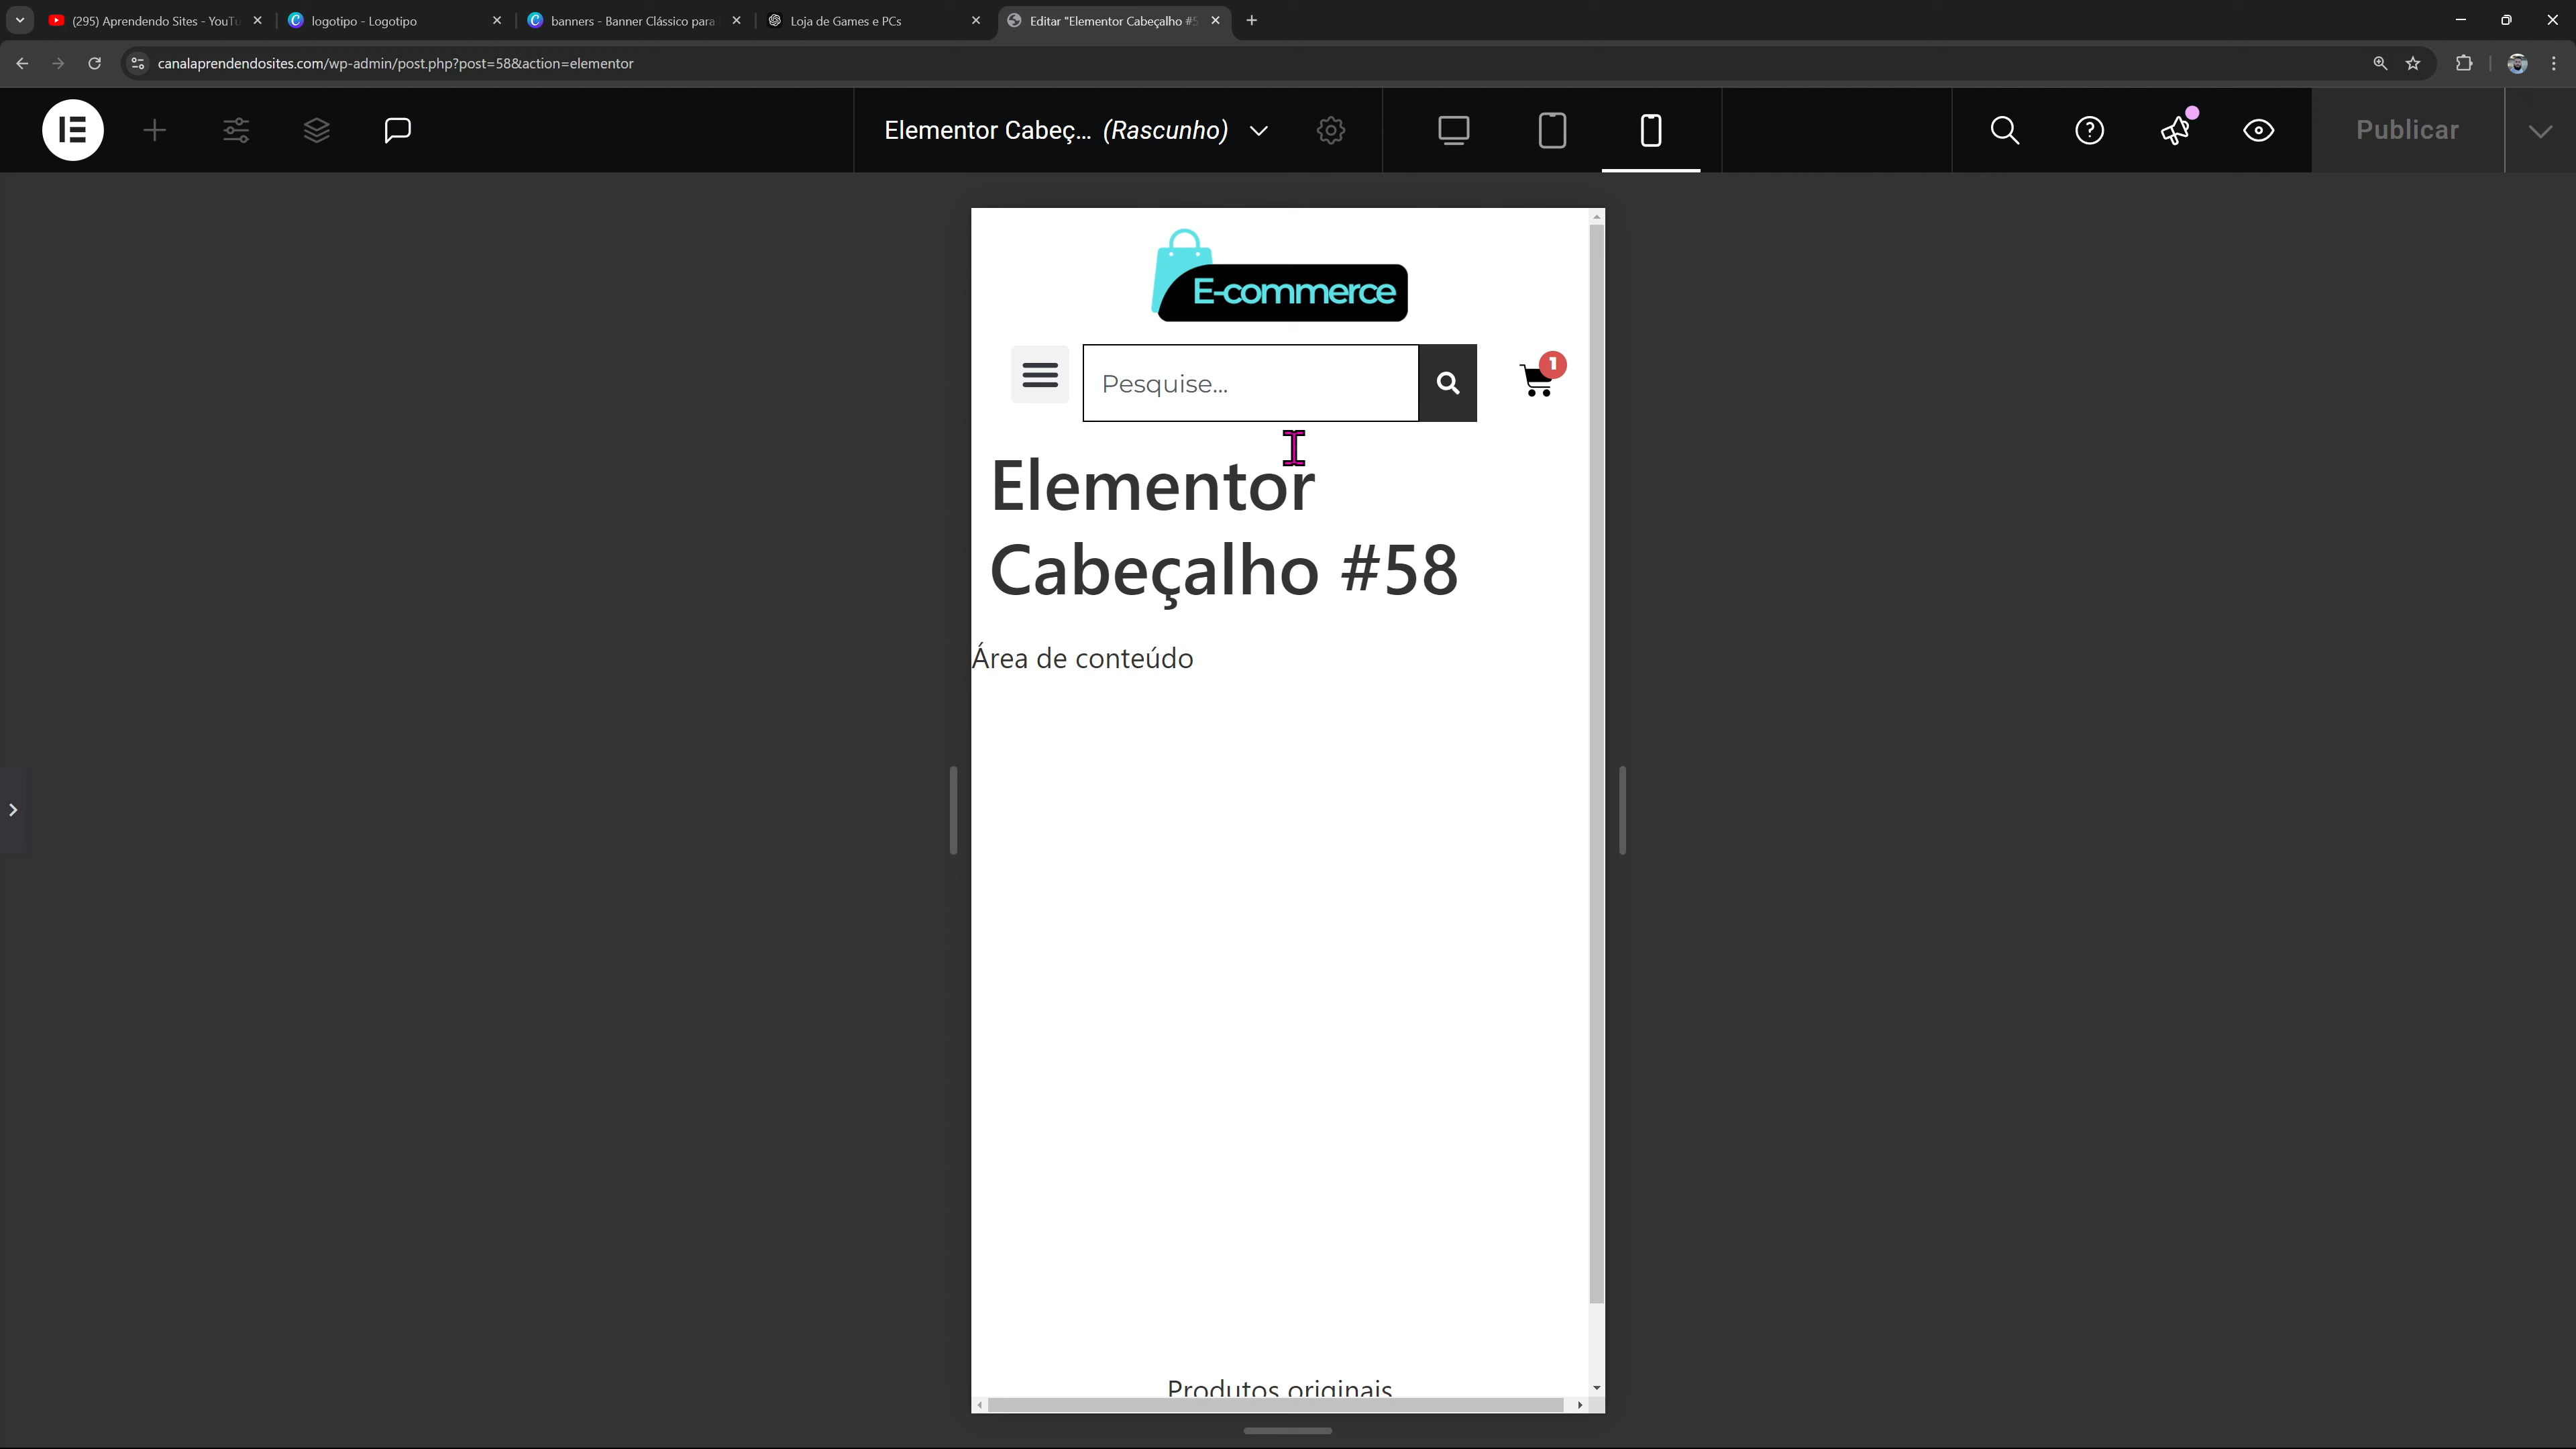 (295) Aprendendo Sites - YouTu
logotipo - Logotipo
banners - Banner Clássico para
Loja de Games e PCs
Editar "Elementor Cabeçalho #5
canalaprendendosites.com/wp-admin/post.php?post=58&action=elementor
Elementor Cabeç... (Rascunho)
Publicar
E-commerce
Pesquise...
1
Elementor
Cabeçalho #58
Área de conteúdo
Produtos originais